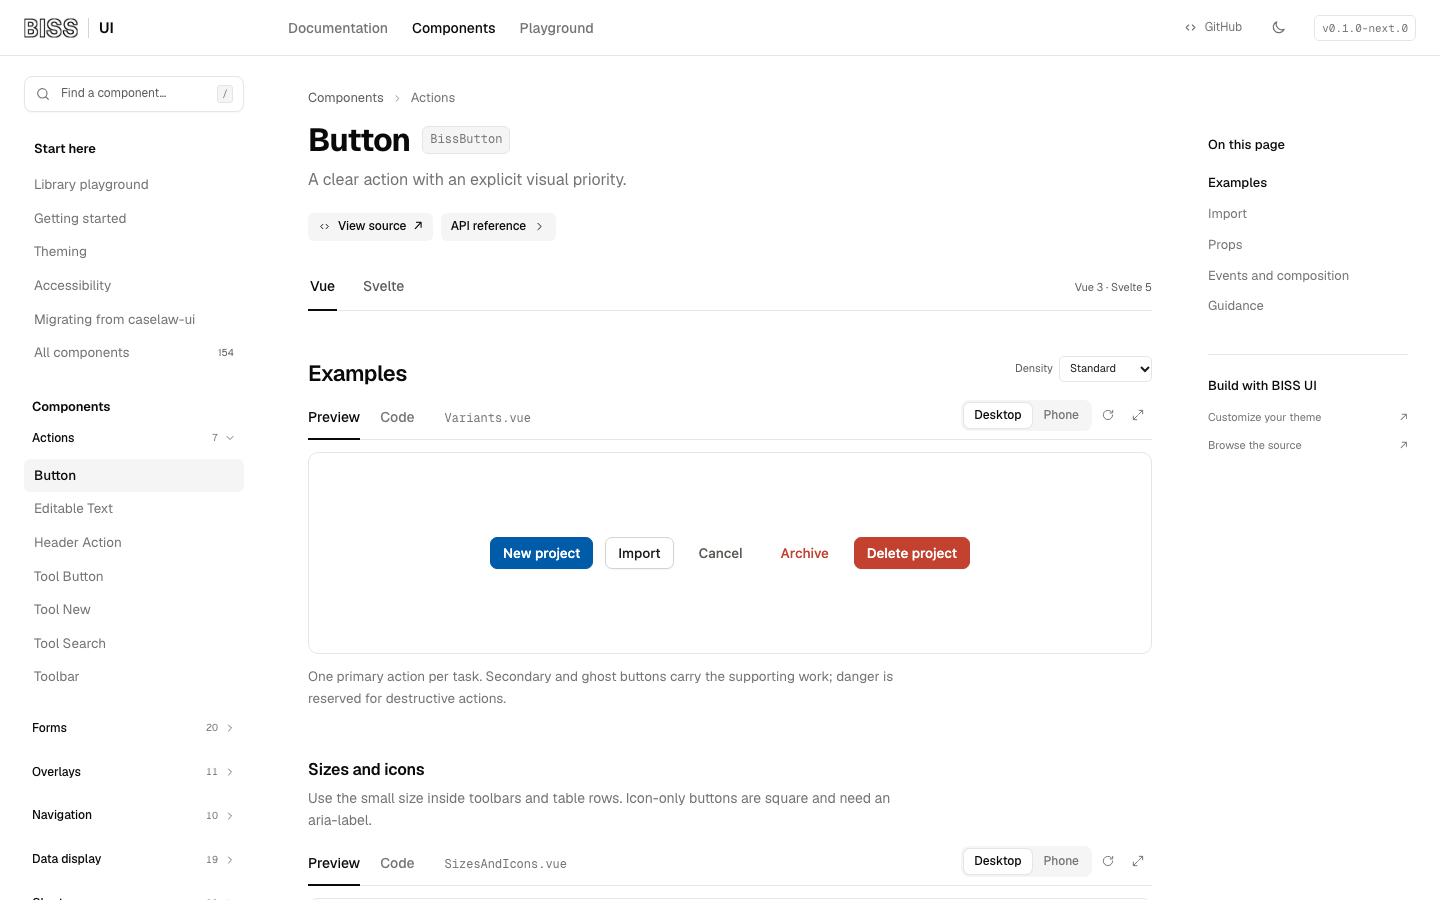 BISS UI
Documentation
Components
Playground
GitHub
v0.1.0-next.0
Find a component...
/
Start here
Library playground
Getting started
Theming
Accessibility
Migrating from caselaw-ui
All components 154
Components
Actions 7
Button
Editable Text
Header Action
Tool Button
Tool New
Tool Search
Toolbar
Forms 20
Overlays 11
Navigation 10
Data display 19
Components > Actions
Button BissButton
A clear action with an explicit visual priority.
View source
API reference
Vue Svelte
Vue 3 · Svelte 5
Examples
Density Standard
Preview Code Variants.vue
Desktop Phone
New project
Import
Cancel
Archive
Delete project
One primary action per task. Secondary and ghost buttons carry the supporting work; danger is
reserved for destructive actions.
Sizes and icons
Use the small size inside toolbars and table rows. Icon-only buttons are square and need an
aria-label.
Preview Code SizesAndIcons.vue
Desktop Phone
On this page
Examples
Import
Props
Events and composition
Guidance
Build with BISS UI
Customize your theme
Browse the source